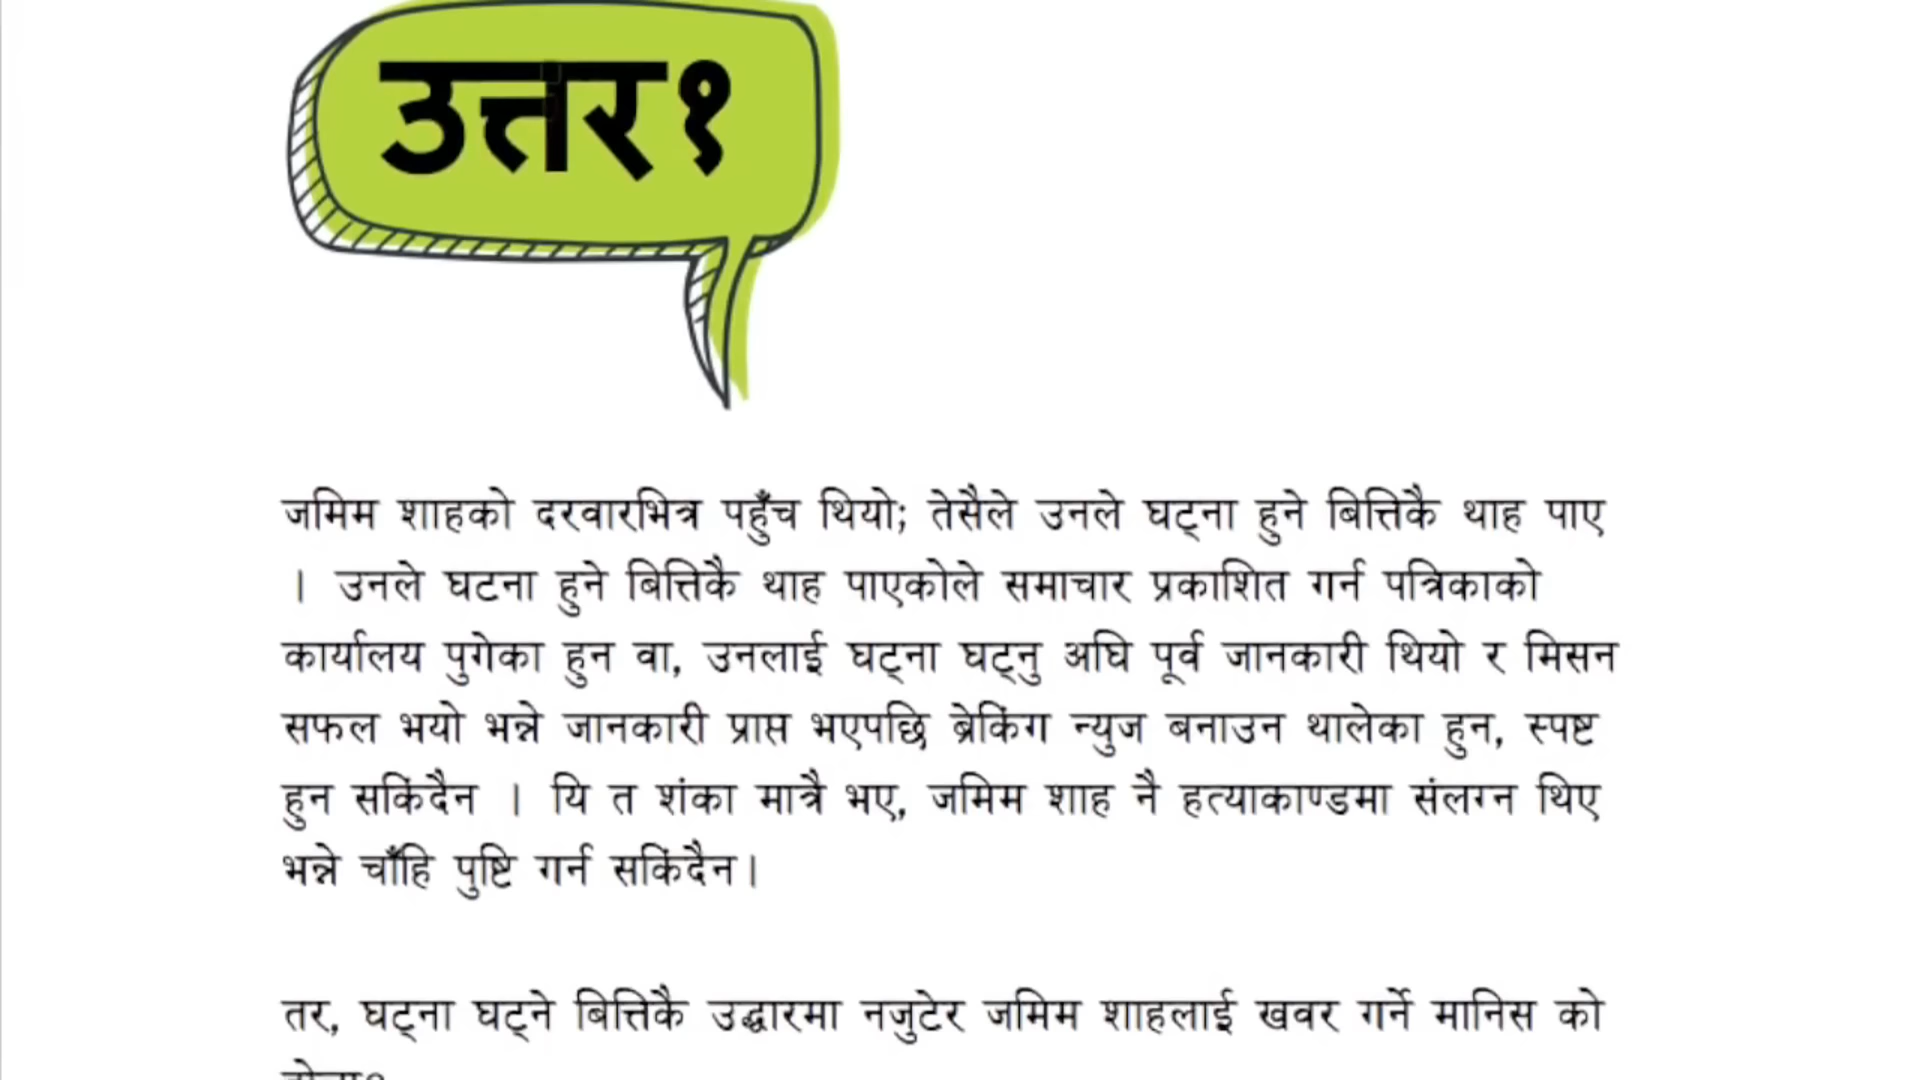 उत्तर१
जमिम शाहको दरवारभित्र पहुँच थियो; तेसैले उनले घट्ना हुने बित्तिकै थाह पाए
। उनले घटना हुने बित्तिकै थाह पाएकोले समाचार प्रकाशित गर्न पत्रिकाको
कार्यालय पुगेका हुन वा, उनलाई घट्ना घट्नु अघि पूर्व जानकारी थियो र मिसन
सफल भयो भन्ने जानकारी प्राप्त भएपछि ब्रेकिंग न्युज बनाउन थालेका हुन, स्पष्ट
हुन सकिंदैन । यि त शंका मात्रै भए, जमिम शाह नै हत्याकाण्डमा संलग्न थिए
भन्ने चाँहि पुष्टि गर्न सकिंदैन।
तर, घट्ना घट्ने बित्तिकै उद्धारमा नजुटेर जमिम शाहलाई खवर गर्ने मानिस को